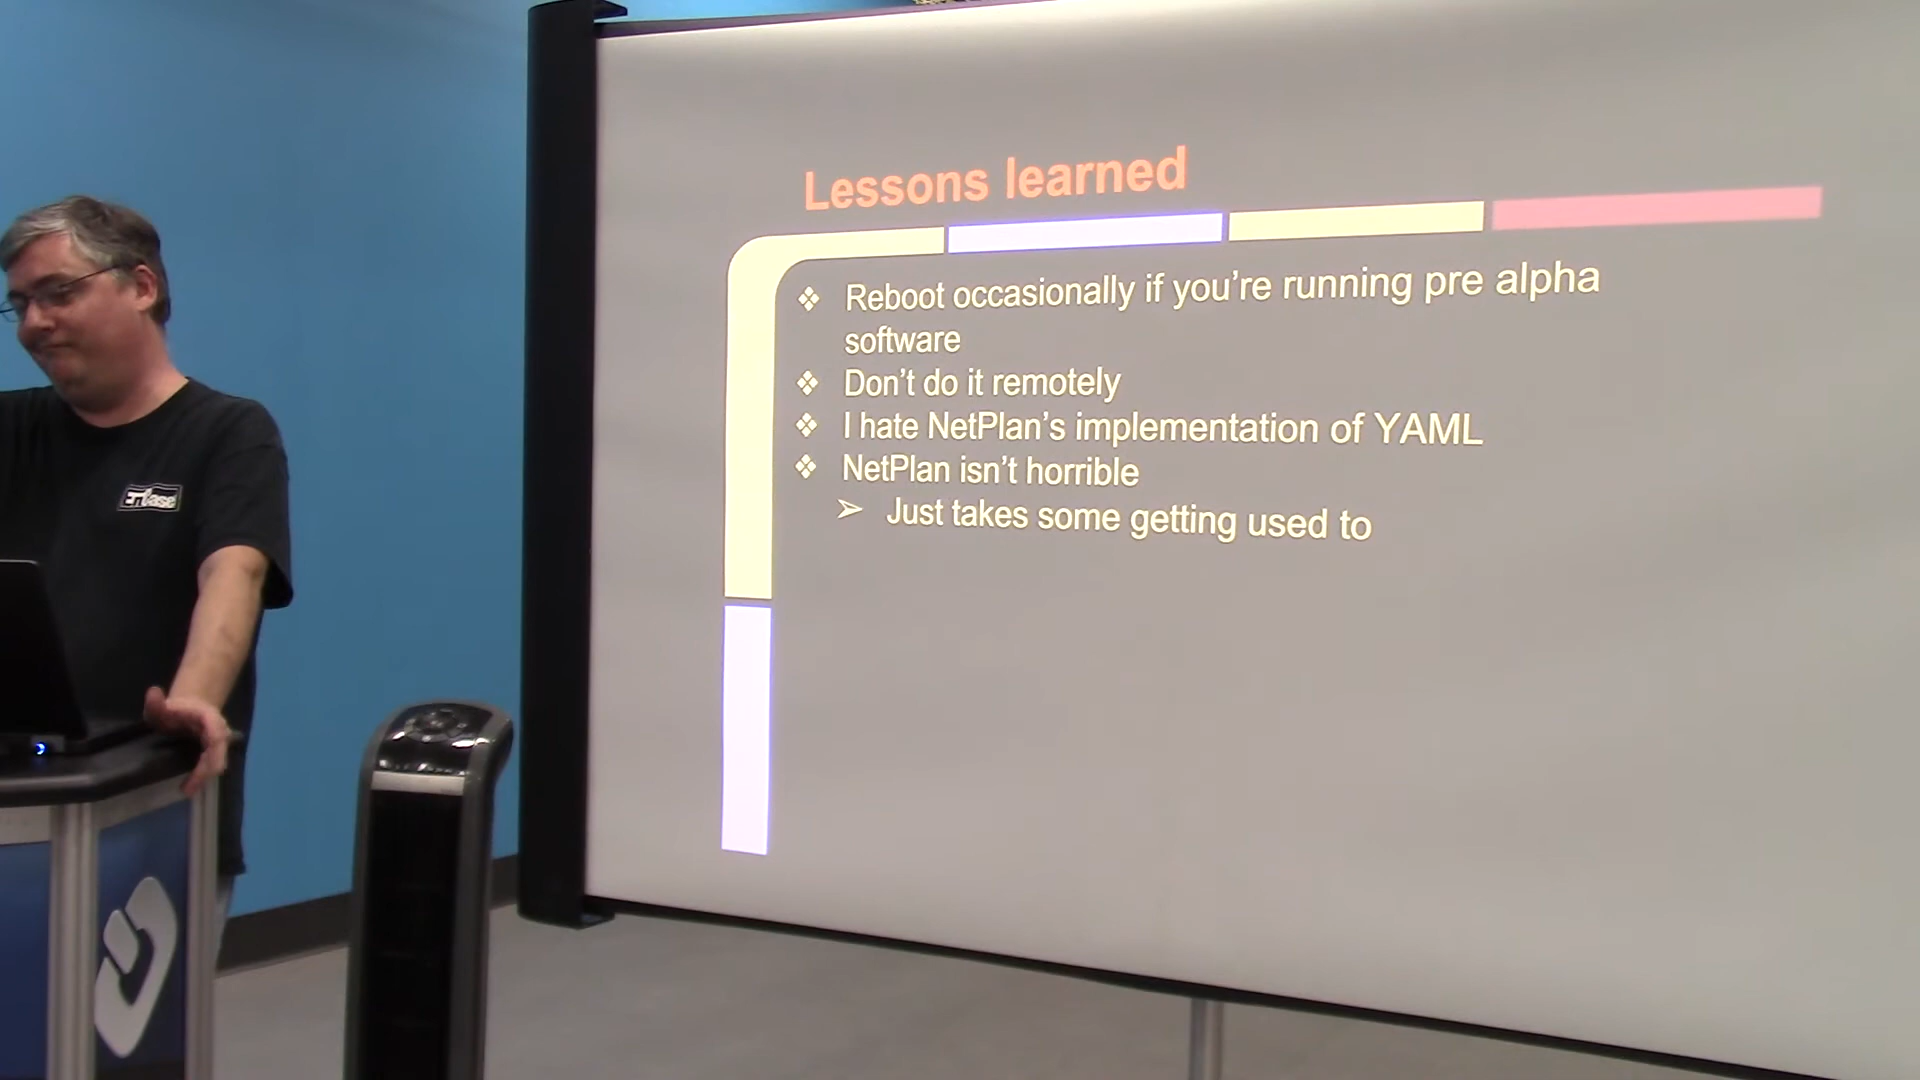 Lessons learned
❖ Reboot occasionally if you're running pre alpha
software
❖ Don't do it remotely
❖ I hate NetPlan's implementation of YAML
❖ NetPlan isn't horrible
➢ Just takes some getting used to